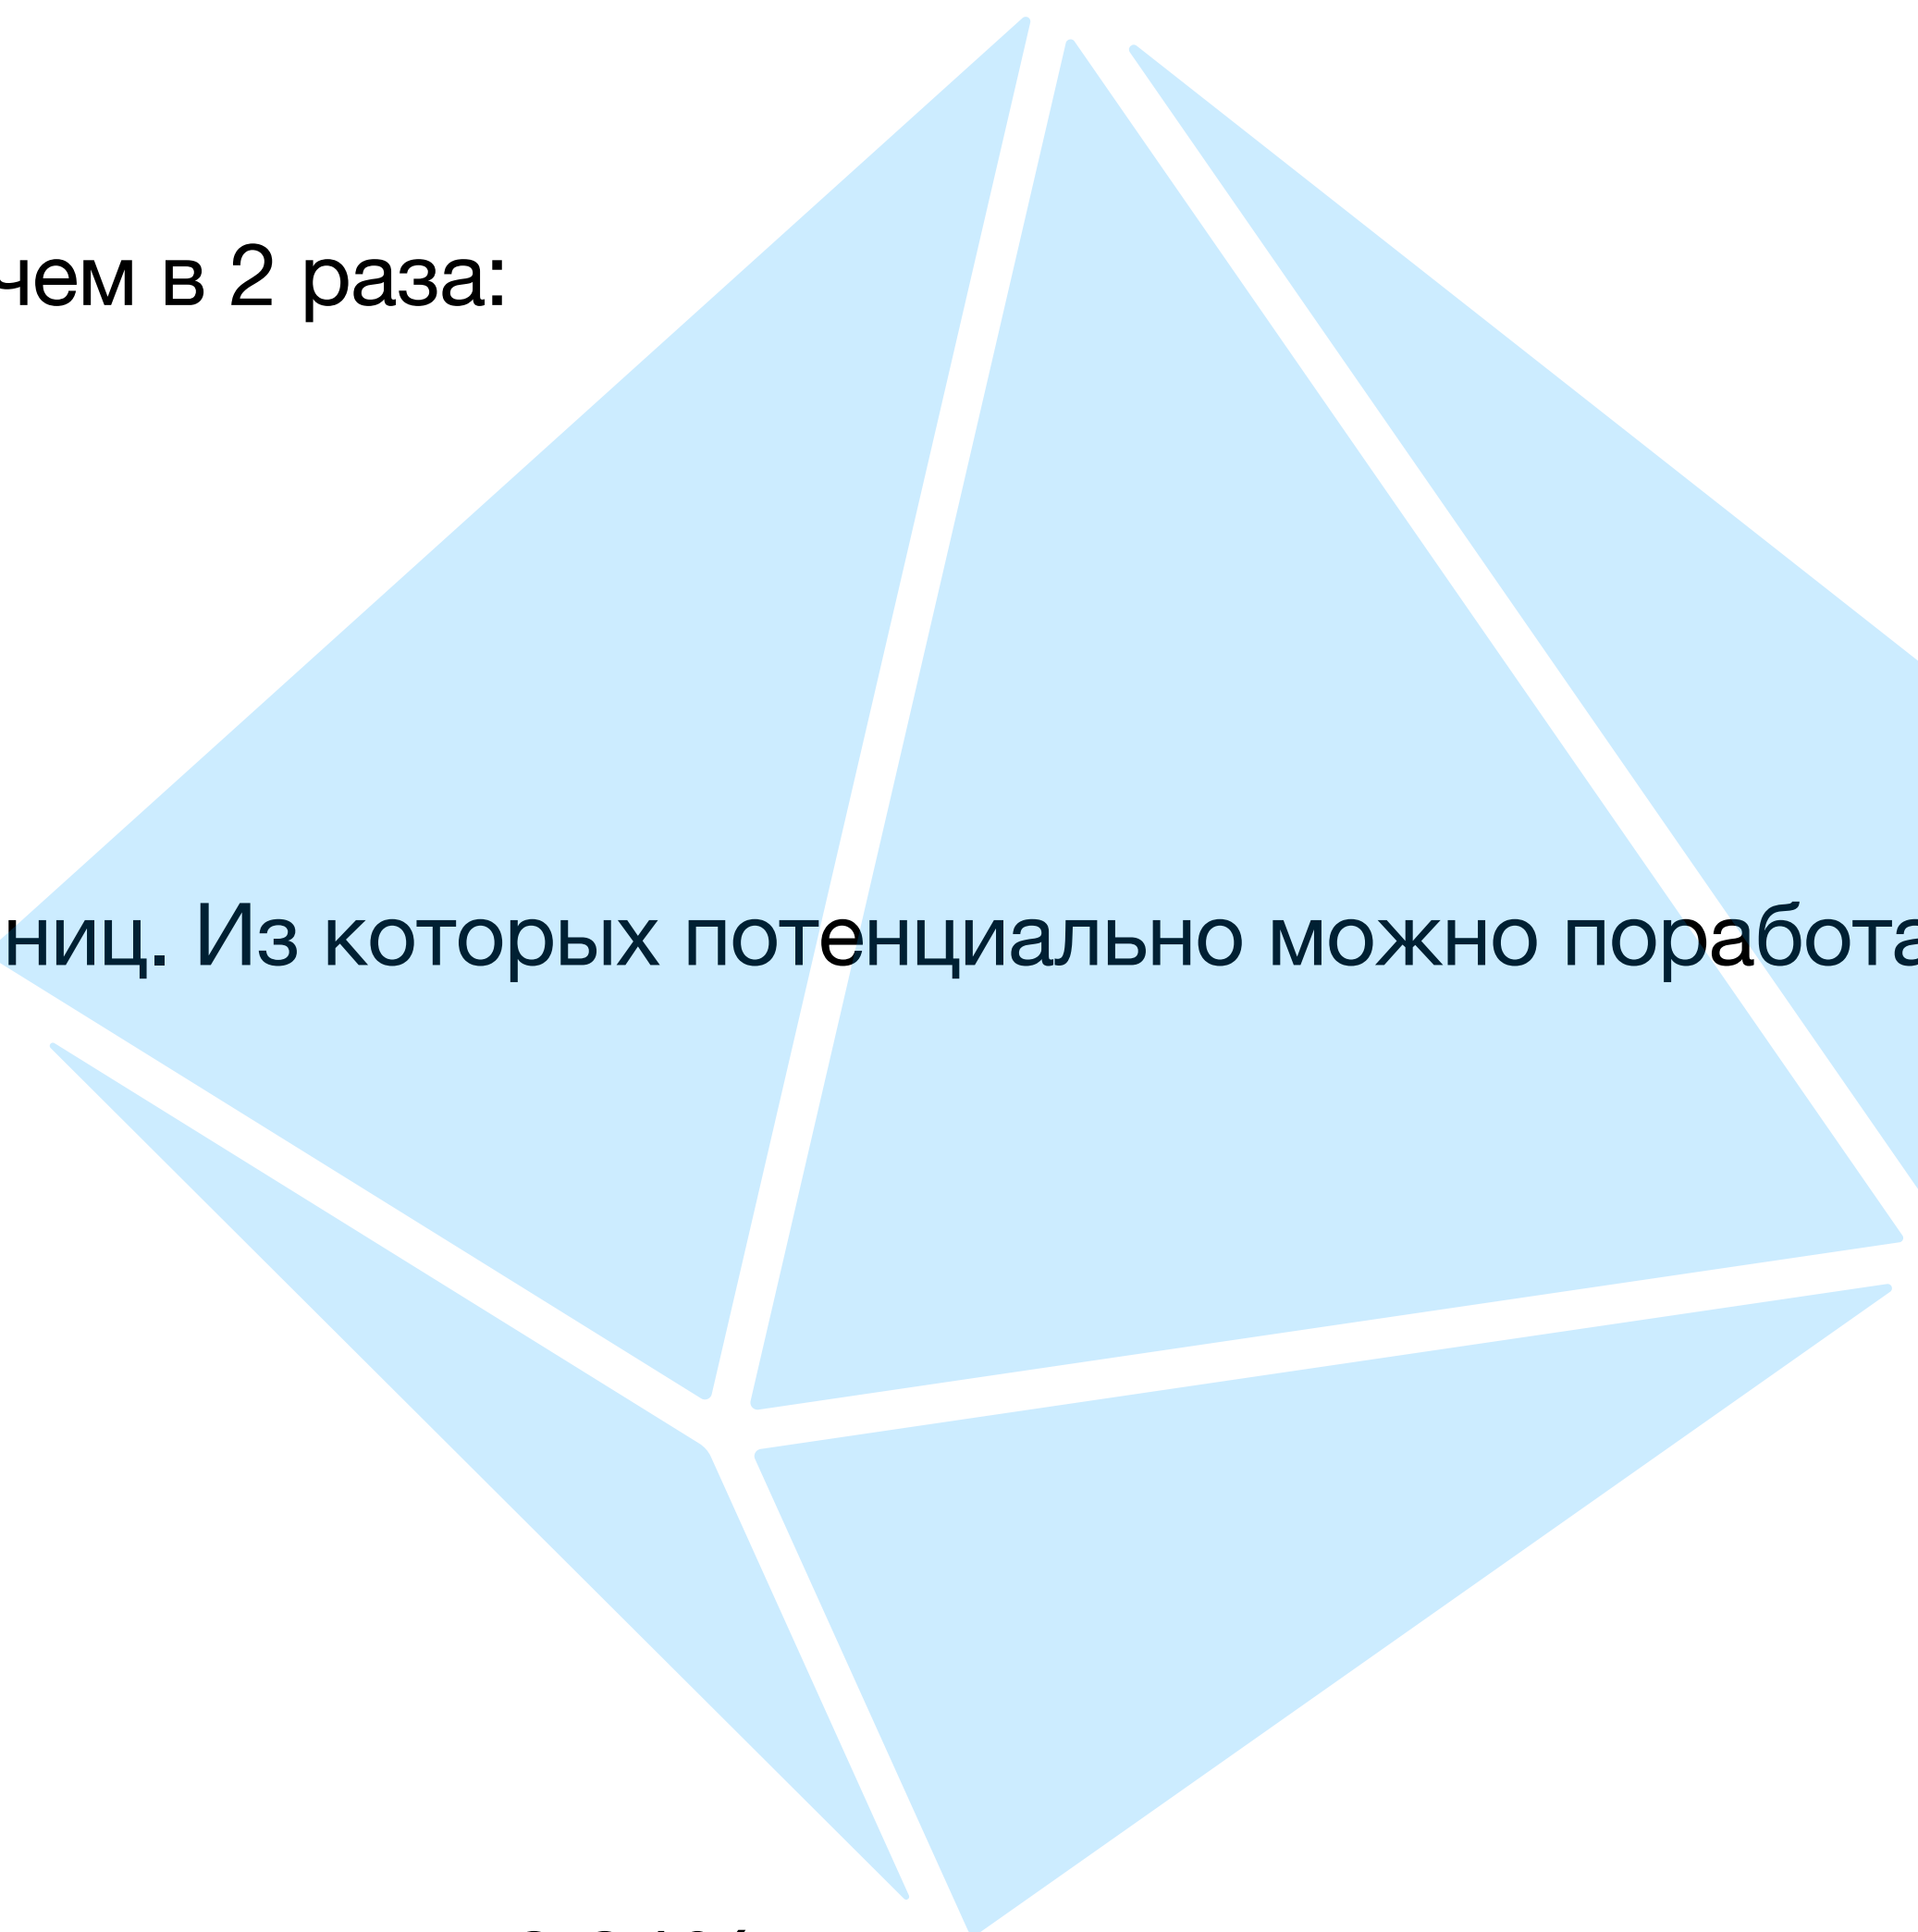 чем в 2 раза:
ниц. Из которых потенциально можно поработа